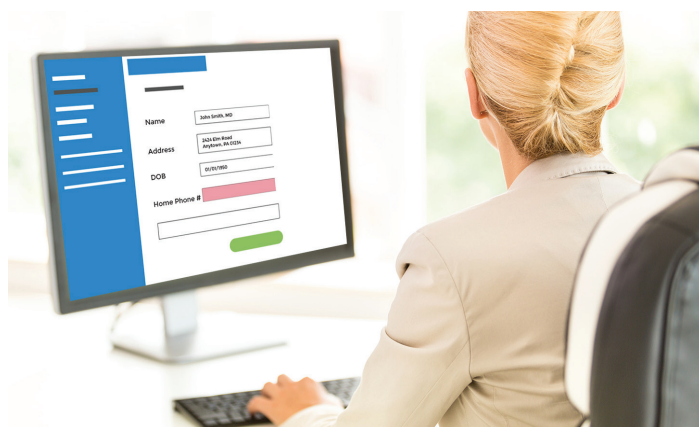 Name
John Smith, MD
Address
2424 Elm Road
Anytown, PA 01234
DOB
01/01/1950
Home Phone #